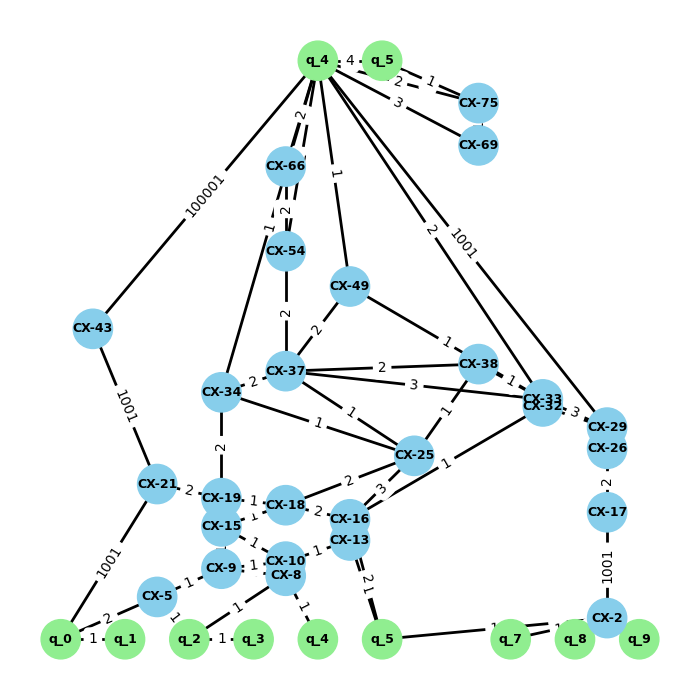 q_4 4 q_5
2 1 CX-75
3
CX-69
2
CX-66
1 100001
2 1 2 1001
CX-54
CX-49
CX-43 2 2 1
CX-38
CX-37 2 1
CX-34 2 3 CX-33
CX-32
1001 1 1 1 3 CX-29
2 CX-26
CX-25 1
CX-21 2 2 3 2
CX-19 1 CX-18 2 CX-16 CX-17
CX-15 1
1 CX-13
1001 CX-9 1 CX-10 1 1001
CX-8
CX-5 1 2 1
2 1 1 1 CX-2
q_0 1 q_1 q_2 1 q_3 q_4 q_5 q_7 q_8 q_9